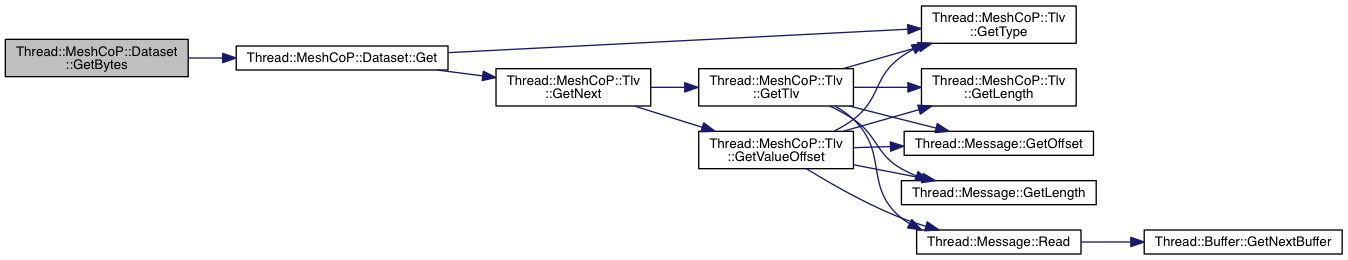 Thread::MeshCoP::Dataset
::GetBytes
Thread::MeshCoP::Dataset::Get
Thread::MeshCoP::Tlv
::GetNext
Thread::MeshCoP::Tlv
::GetTlv
Thread::MeshCoP::Tlv
::GetValueOffset
Thread::MeshCoP::Tlv
::GetType
Thread::MeshCoP::Tlv
::GetLength
Thread::Message::GetOffset
Thread::Message::GetLength
Thread::Message::Read
Thread::Buffer::GetNextBuffer